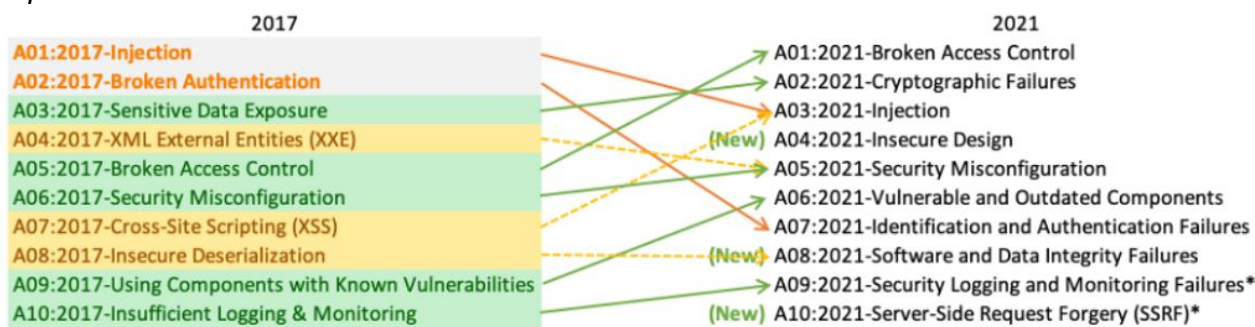 2017 2021
A01:2017-Injection A01:2021-Broken Access Control
A02:2017-Broken Authentication A02:2021-Cryptographic Failures
A03:2017-Sensitive Data Exposure A03:2021-Injection
A04:2017-XML External Entities (XXE) (New) A04:2021-Insecure Design
A05:2017-Broken Access Control A05:2021-Security Misconfiguration
A06:2017-Security Misconfiguration A06:2021-Vulnerable and Outdated Components
A07:2017-Cross-Site Scripting (XSS) A07:2021-Identification and Authentication Failures
A08:2017-Insecure Deserialization (New) A08:2021-Software and Data Integrity Failures
A09:2017-Using Components with Known Vulnerabilities A09:2021-Security Logging and Monitoring Failures*
A10:2017-Insufficient Logging & Monitoring (New) A10:2021-Server-Side Request Forgery (SSRF)*